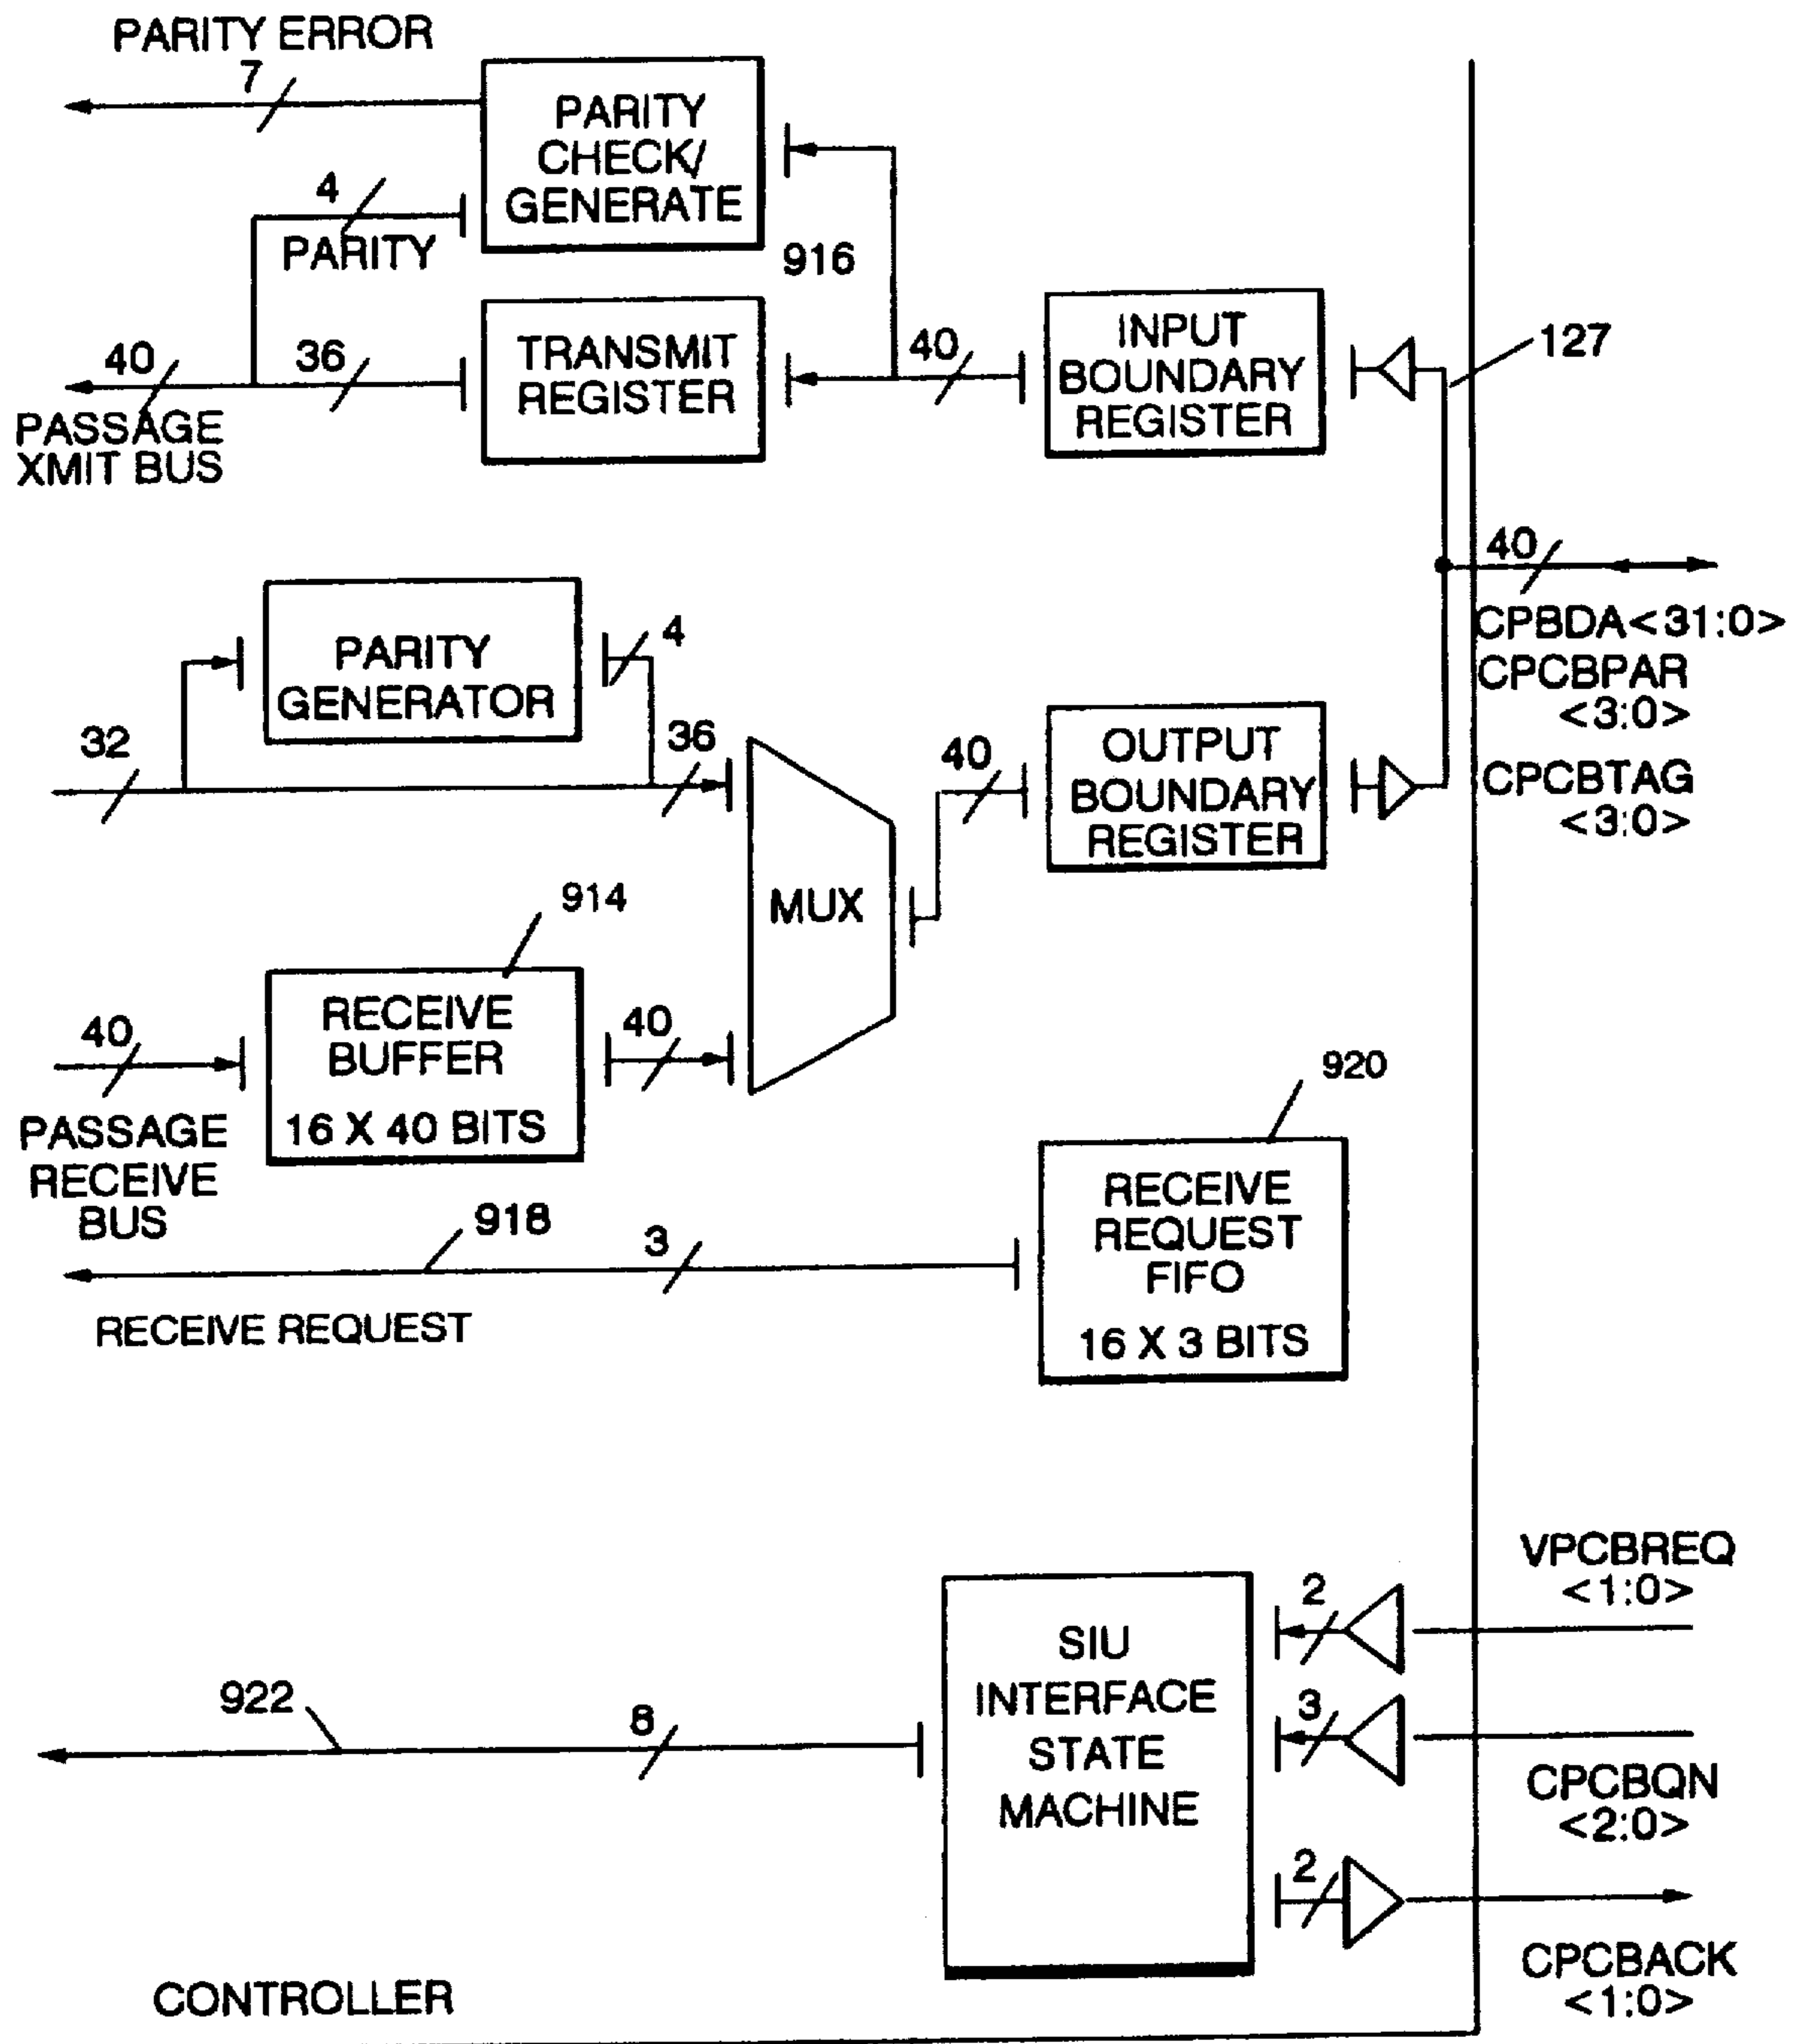 PARITY ERROR
7
PARITY
CHECK/
GENERATE
4
PARITY
916
40
36
TRANSMIT
REGISTER
40
INPUT
BOUNDARY
REGISTER
127
PASSAGE
XMIT BUS
40
CPBDA<31:0>
CPCBPAR
<3:0>
CPCBTAG
<3:0>
PARITY
GENERATOR
4
32
36
MUX
40
OUTPUT
BOUNDARY
REGISTER
914
40
RECEIVE
BUFFER
16 X 40 BITS
40
PASSAGE
RECEIVE
BUS
920
RECEIVE
REQUEST
FIFO
16 X 3 BITS
918
3
RECEIVE REQUEST
VPCBREQ
<1:0>
2
SIU
INTERFACE
STATE
MACHINE
922
8
3
CPCBQN
<2:0>
2
CPCBACK
<1:0>
CONTROLLER